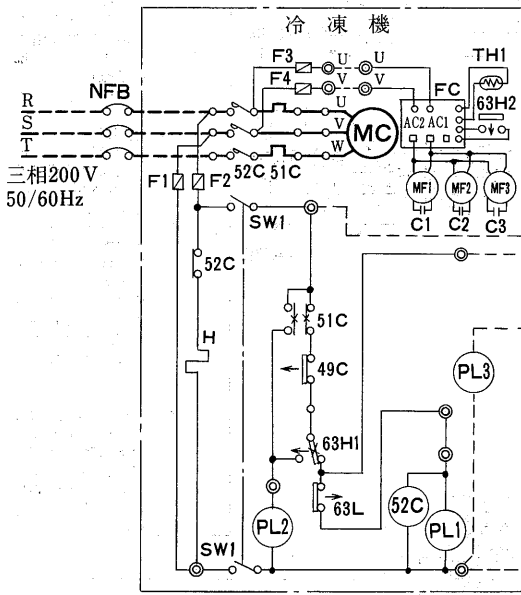 冷凍機
F3 U U TH1
F4 V V FC 63H2
NFB
R U
S V MC AC2 AC1
T W
三相200V
50/60Hz
F1 F2 52C 51C
MF1 MF2 MF3
C1 C2 C3
SW1
52C
51C
H
49C
PL3
63H1
63L
52C
PL2 PL1
SW1